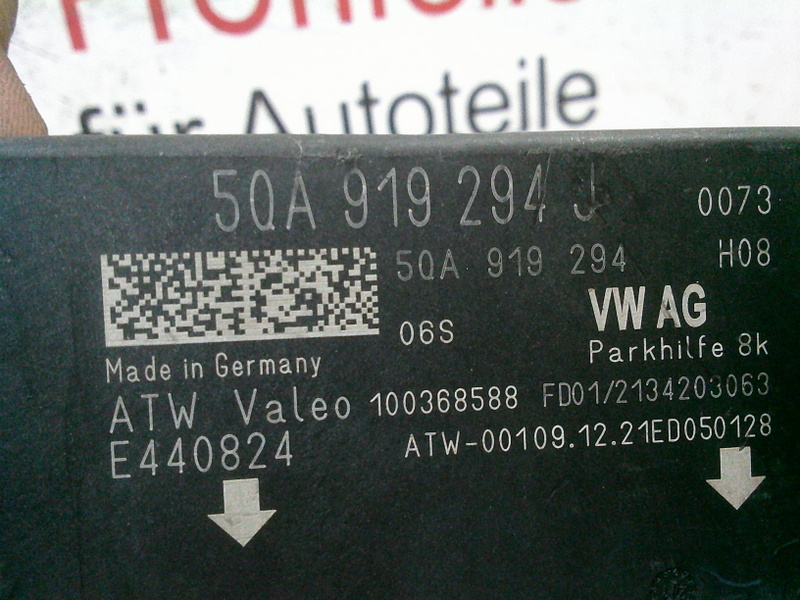 für Autoteile
5QA 919 294 J
0073
5QA 919 294
H08
06S
VW AG
Parkhilfe 8k
Made in Germany
ATW Valeo 100368588 FD01/2134203063
E440824
ATW-00109.12.21ED050128